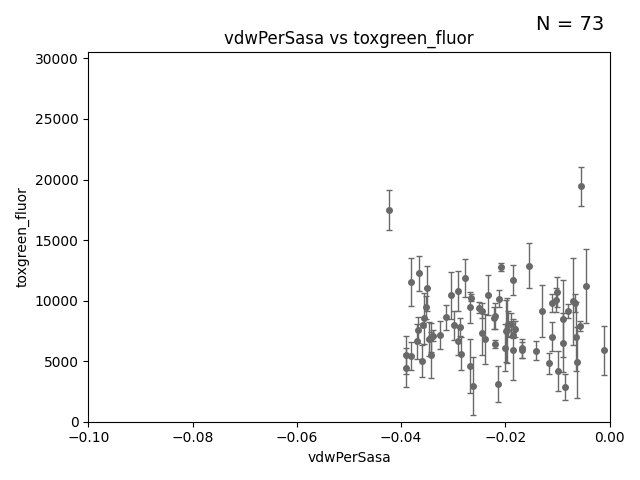 N = 73
vdwPerSasa vs toxgreen_fluor
30000
25000
20000
15000
10000
5000
0
toxgreen_fluor
−0.10 −0.08 −0.06 −0.04 −0.02 0.00
vdwPerSasa